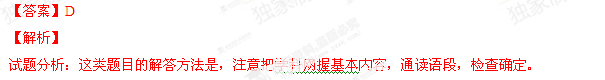 【答案】D
【解析】
试题分析：这类题目的解答方法是，注意把握基本内容，通读语段，检查确定。